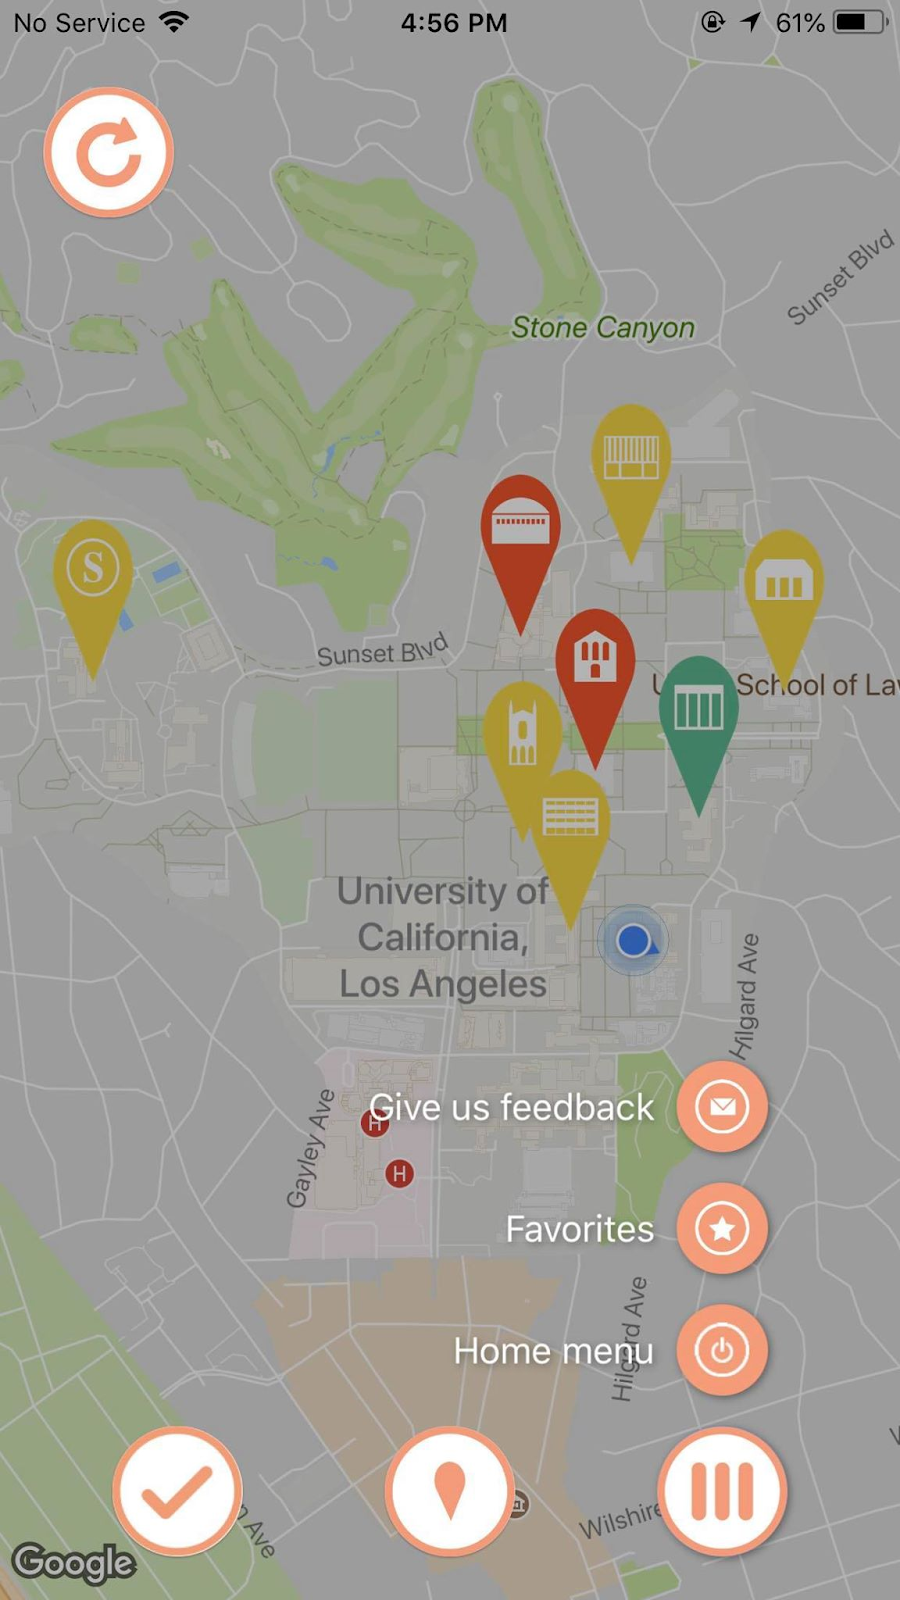 No Service
4:56 PM
61%
Sunset Blvd
Stone Canyon
S
Sunset Blvd
School of La
University of
California,
Los Angeles
Hilgard Ave
Gayley Ave
Give us feedback
H
H
Favorites
Hilgard Ave
Home menu
Wilshire
Ave
Google